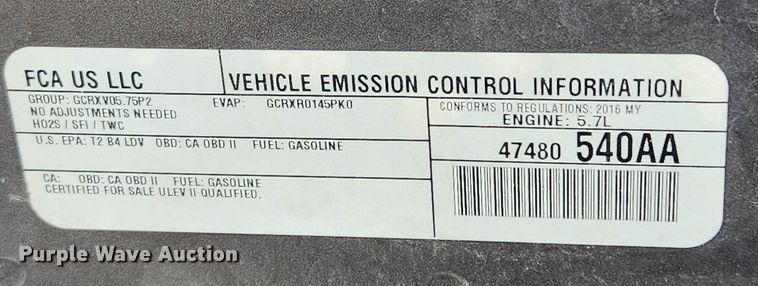 FCA US LLC
VEHICLE EMISSION CONTROL INFORMATION
GROUP: GCRXV05.75P2 EVAP: GCRXR0145PK0
NO ADJUSTMENTS NEEDED
HO2S / SFI / TWC
CONFORMS TO REGULATIONS: 2016 MY
ENGINE: 5.7L
U.S. EPA: T2 B4 LDV OBD: CA OBD II FUEL: GASOLINE
47480 540AA
CA: OBD: CA OBD II FUEL: GASOLINE
CERTIFIED FOR SALE ULEV II QUALIFIED.
Purple Wave Auction